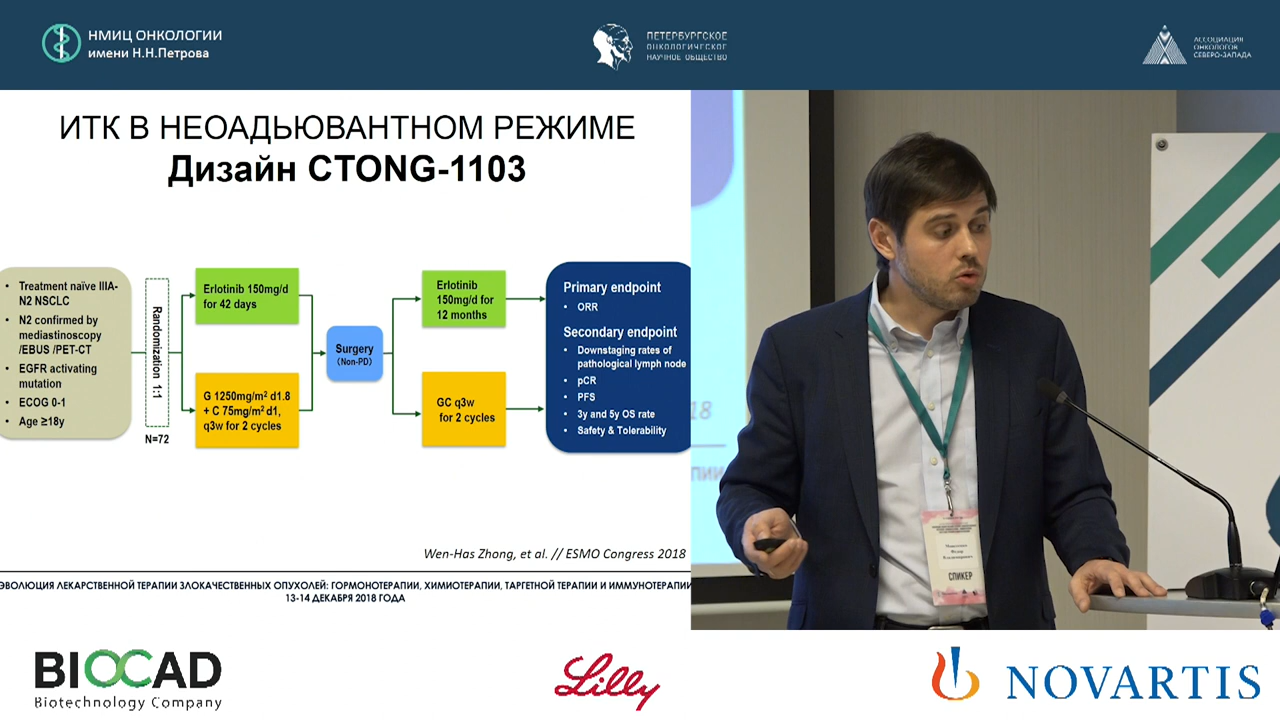 НМИЦ ОНКОЛОГИИ
имени Н.Н.Петрова
ПЕТЕРБУРГСКОЕ
ОНКОЛОГИЧЕСКОЕ
НАУЧНОЕ ОБЩЕСТВО
АССОЦИАЦИЯ
ОНКОЛОГОВ
СЕВЕРО-ЗАПАДА
ИТК В НЕОАДЬЮВАНТНОМ РЕЖИМЕ
Дизайн CTONG-1103
• Treatment naïve IIIA-
N2 NSCLC
• N2 confirmed by
mediastinoscopy
/EBUS /PET-CT
• EGFR activating
mutation
• ECOG 0-1
• Age ≥18y
Randomization 1:1
N=72
Erlotinib 150mg/d
for 42 days
G 1250mg/m² d1.8
+ C 75mg/m² d1,
q3w for 2 cycles
Surgery
(Non-PD)
Erlotinib
150mg/d for
12 months
GC q3w
for 2 cycles
Primary endpoint
• ORR
Secondary endpoint
• Downstaging rates of
pathological lymph node
• pCR
• PFS
• 3y and 5y OS rate
• Safety & Tolerability
Wen-Has Zhong, et al. // ESMO Congress 2018
ЭВОЛЮЦИЯ ЛЕКАРСТВЕННОЙ ТЕРАПИИ ЗЛОКАЧЕСТВЕННЫХ ОПУХОЛЕЙ: ГОРМОНОТЕРАПИИ, ХИМИОТЕРАПИИ, ТАРГЕТНОЙ ТЕРАПИИ И ИММУНОТЕРАПИИ
13-14 ДЕКАБРЯ 2018 ГОДА
18
ПИИ
СПИКЕР
BIOCAD
Biotechnology Company
Lilly
NOVARTIS